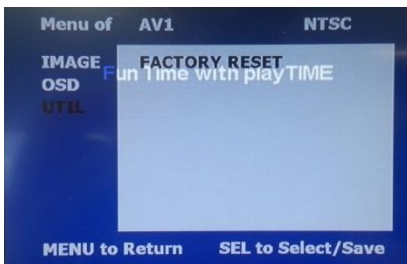 Menu of AV1 NTSC
IMAGE FACTORY RESET
Fun Time with playTIME
OSD
UTIL
MENU to Return SEL to Select/Save